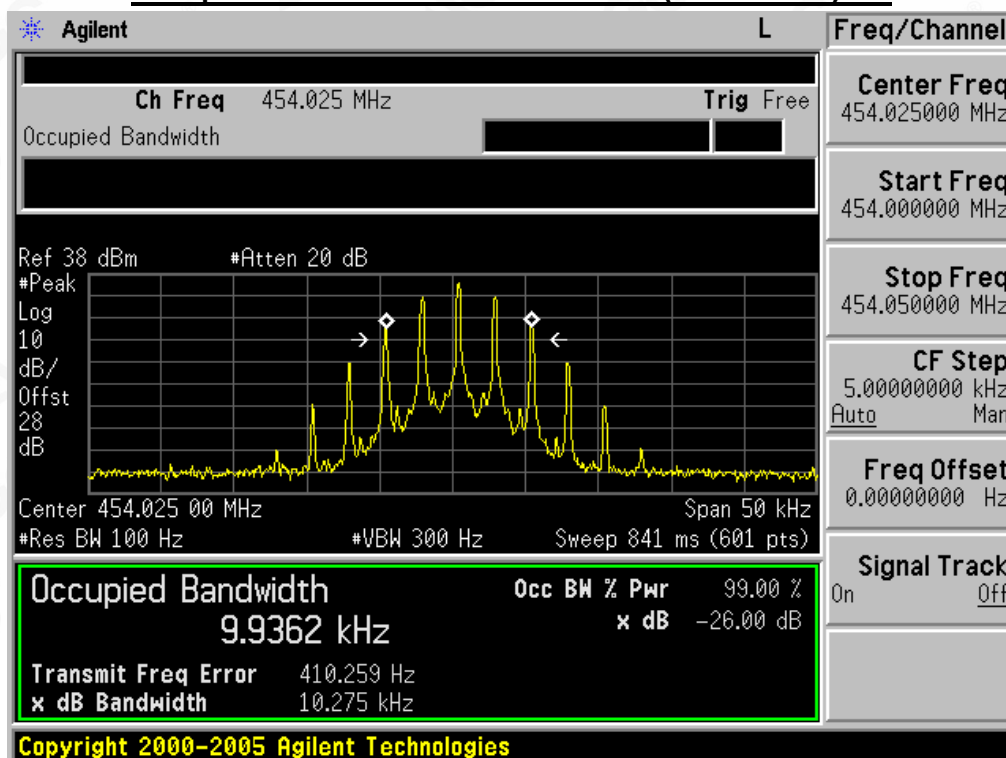 Agilent L Freq/Channel
Ch Freq 454.025 MHz Trig Free
Occupied Bandwidth
Center Freq
454.025000 MHz
Start Freq
454.000000 MHz
Stop Freq
454.050000 MHz
CF Step
5.00000000 kHz
Auto Man
Freq Offset
0.00000000 Hz
Signal Track
On Off
Ref 38 dBm #Atten 20 dB
#Peak
Log
10
dB/
Offst
28
dB
Center 454.025 00 MHz Span 50 kHz
#Res BW 100 Hz #VBW 300 Hz Sweep 841 ms (601 pts)
Occupied Bandwidth Occ BW % Pwr 99.00 %
9.9362 kHz x dB -26.00 dB
Transmit Freq Error 410.259 Hz
x dB Bandwidth 10.275 kHz
Copyright 2000-2005 Agilent Technologies